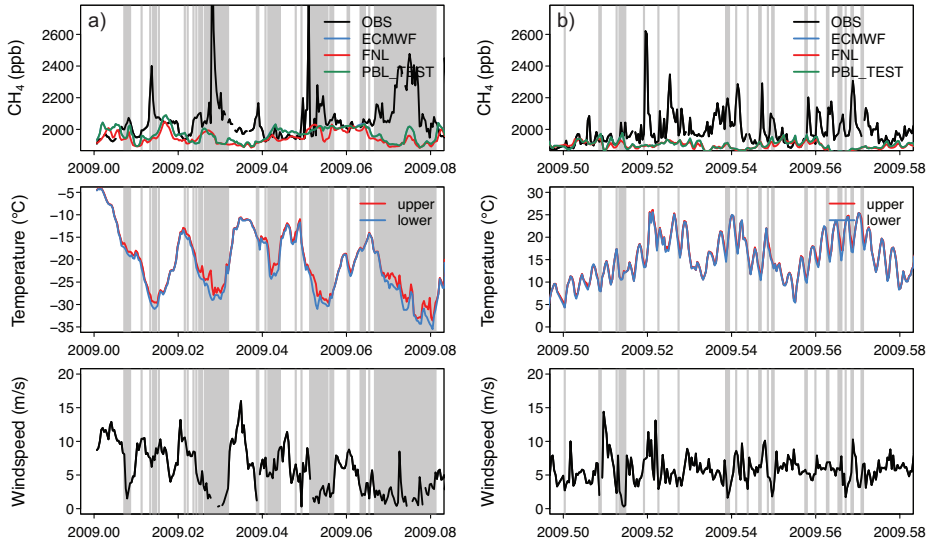 a)
OBS
ECMWF
FNL
PBL_TEST
CH₄ (ppb)
2600
2400
2200
2000
2009.00 2009.02 2009.04 2009.06 2009.08
b)
OBS
ECMWF
FNL
PBL_TEST
CH₄ (ppb)
2600
2400
2200
2000
2009.50 2009.52 2009.54 2009.56 2009.58
upper
lower
Temperature (°C)
−5
−10
−15
−20
−25
−30
−35
2009.00 2009.02 2009.04 2009.06 2009.08
upper
lower
Temperature (°C)
30
25
20
15
10
5
0
2009.50 2009.52 2009.54 2009.56 2009.58
Windspeed (m/s)
20
15
10
5
0
2009.00 2009.02 2009.04 2009.06 2009.08
Windspeed (m/s)
20
15
10
5
0
2009.50 2009.52 2009.54 2009.56 2009.58